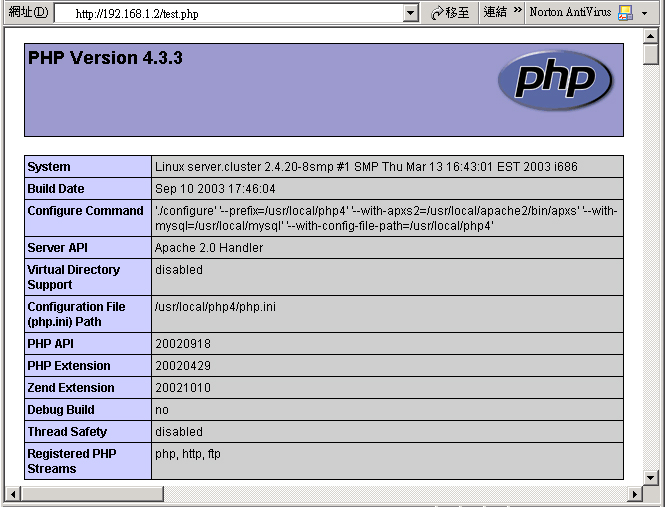 網址(D) http://192.168.1.2/test.php 移至 連結 » Norton AntiVirus
PHP Version 4.3.3
php
System Linux server.cluster 2.4.20-8smp #1 SMP Thu Mar 13 16:43:01 EST 2003 i686
Build Date Sep 10 2003 17:46:04
Configure Command './configure' '--prefix=/usr/local/php4' '--with-apxs2=/usr/local/apache2/bin/apxs' '--with-
mysql=/usr/local/mysql' '--with-config-file-path=/usr/local/php4'
Server API Apache 2.0 Handler
Virtual Directory disabled
Support
Configuration File /usr/local/php4/php.ini
(php.ini) Path
PHP API 20020918
PHP Extension 20020429
Zend Extension 20021010
Debug Build no
Thread Safety disabled
Registered PHP php, http, ftp
Streams